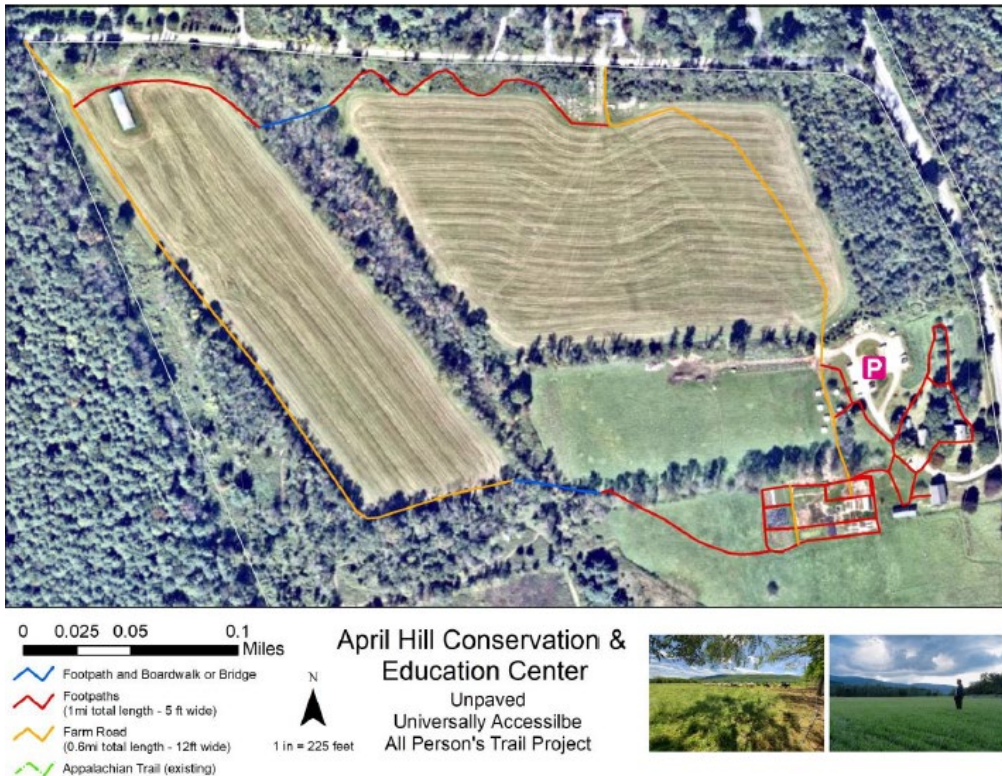 P
0 0.025 0.05 0.1
Miles
Footpath and Boardwalk or Bridge
Footpaths
(1mi total length - 5 ft wide)
Farm Road
(0.6mi total length - 12ft wide)
Appalachian Trail (existing)
N
1 in = 225 feet
April Hill Conservation &
Education Center
Unpaved
Universally Accessilbe
All Person's Trail Project